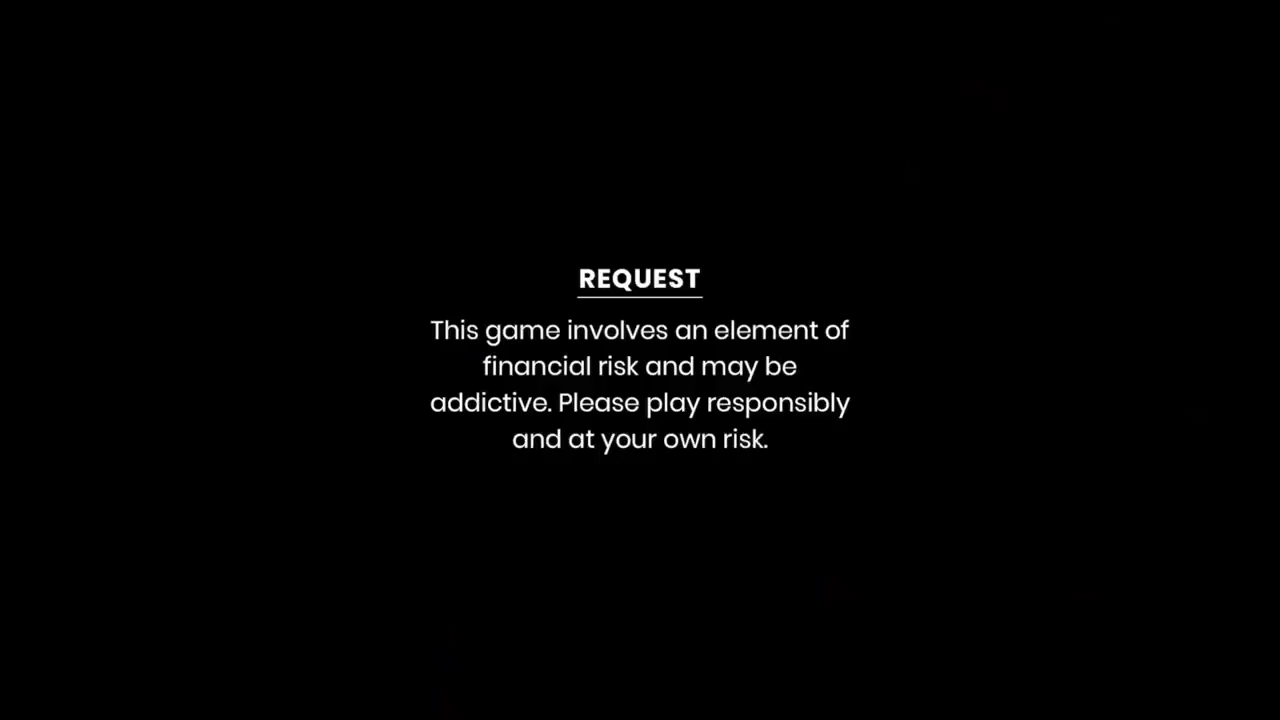 REQUEST
This game involves an element of
financial risk and may be
addictive. Please play responsibly
and at your own risk.